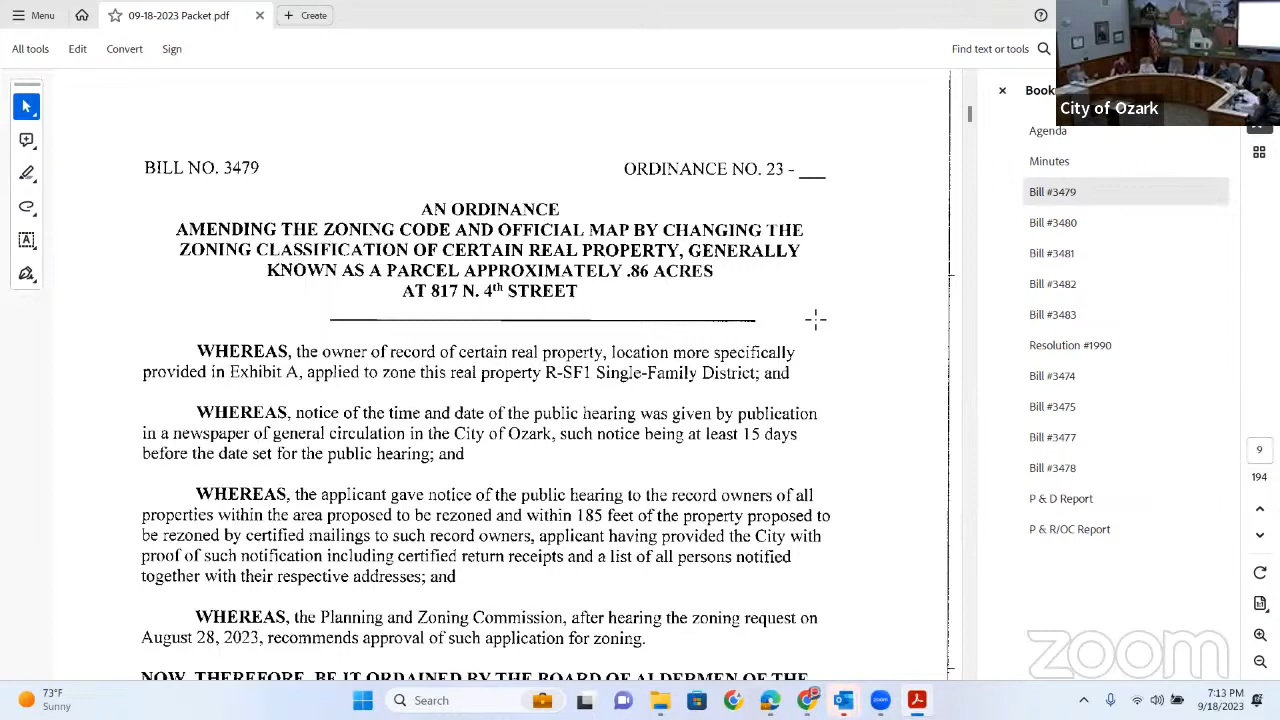 Menu
09-18-2023 Packet.pdf
Create
All tools
Edit
Convert
Sign
Find text or tools
City of Ozark
Agenda
Minutes
Bill #3479
Bill #3480
Bill #3481
Bill #3482
Bill #3483
Resolution #1990
Bill #3474
Bill #3475
Bill #3477
Bill #3478
P & D Report
P & R/OC Report
9
194
BILL NO. 3479
ORDINANCE NO. 23 - ___
AN ORDINANCE
AMENDING THE ZONING CODE AND OFFICIAL MAP BY CHANGING THE
ZONING CLASSIFICATION OF CERTAIN REAL PROPERTY, GENERALLY
KNOWN AS A PARCEL APPROXIMATELY .86 ACRES
AT 817 N. 4th STREET
WHEREAS, the owner of record of certain real property, location more specifically
provided in Exhibit A, applied to zone this real property R-SF1 Single-Family District; and
WHEREAS, notice of the time and date of the public hearing was given by publication
in a newspaper of general circulation in the City of Ozark, such notice being at least 15 days
before the date set for the public hearing; and
WHEREAS, the applicant gave notice of the public hearing to the record owners of all
properties within the area proposed to be rezoned and within 185 feet of the property proposed to
be rezoned by certified mailings to such record owners, applicant having provided the City with
proof of such notification including certified return receipts and a list of all persons notified
together with their respective addresses; and
WHEREAS, the Planning and Zoning Commission, after hearing the zoning request on
August 28, 2023, recommends approval of such application for zoning.
NOW, THEREFORE, BE IT ORDAINED BY THE BOARD OF ALDERMEN OF THE
zoom
73°F
Sunny
Search
7:13 PM
9/18/2023